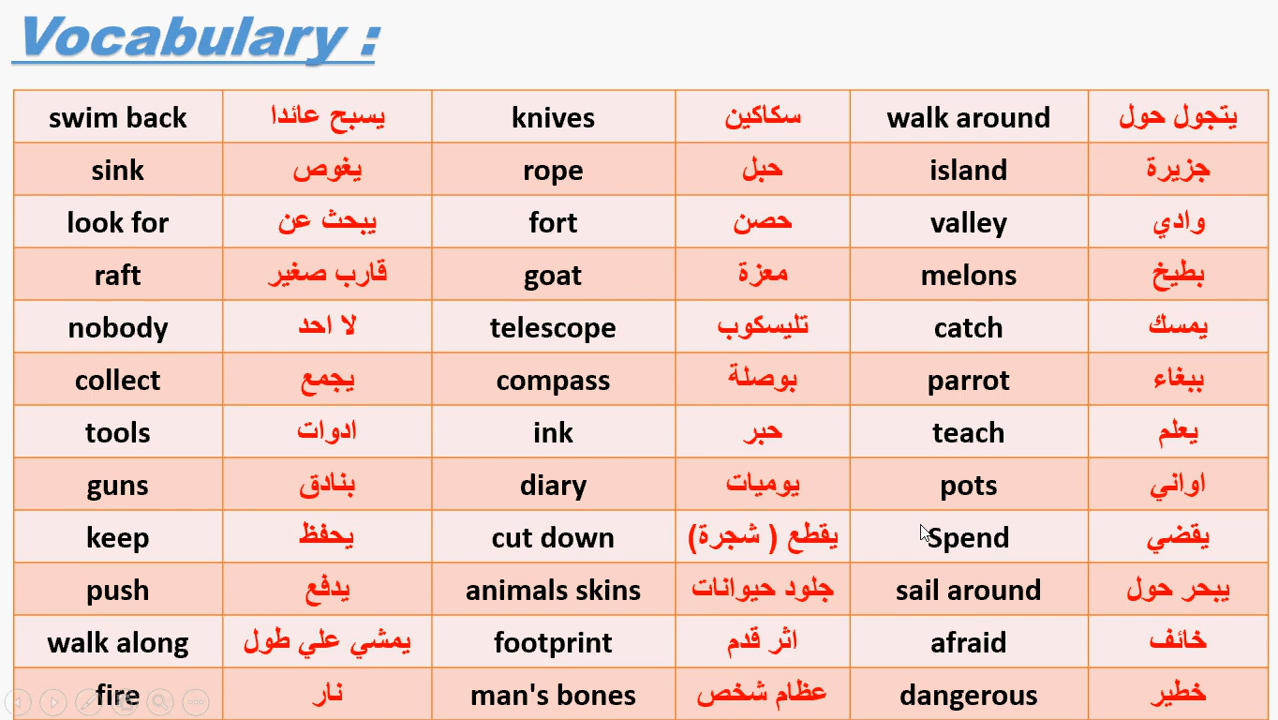 Vocabulary :
swim back يسبح عائدا knives سكاكين walk around يتجول حول
sink يغوص rope حبل island جزيرة
look for يبحث عن fort حصن valley وادي
raft قارب صغير goat معزة melons بطيخ
nobody لا احد telescope تليسكوب catch يمسك
collect يجمع compass بوصلة parrot ببغاء
tools ادوات ink حبر teach يعلم
guns بنادق diary يوميات pots اواني
keep يحفظ cut down يقطع ( شجرة) Spend يقضي
push يدفع animals skins جلود حيوانات sail around يبحر حول
walk along يمشي علي طول footprint اثر قدم afraid خائف
fire نار man's bones عظام شخص dangerous خطير